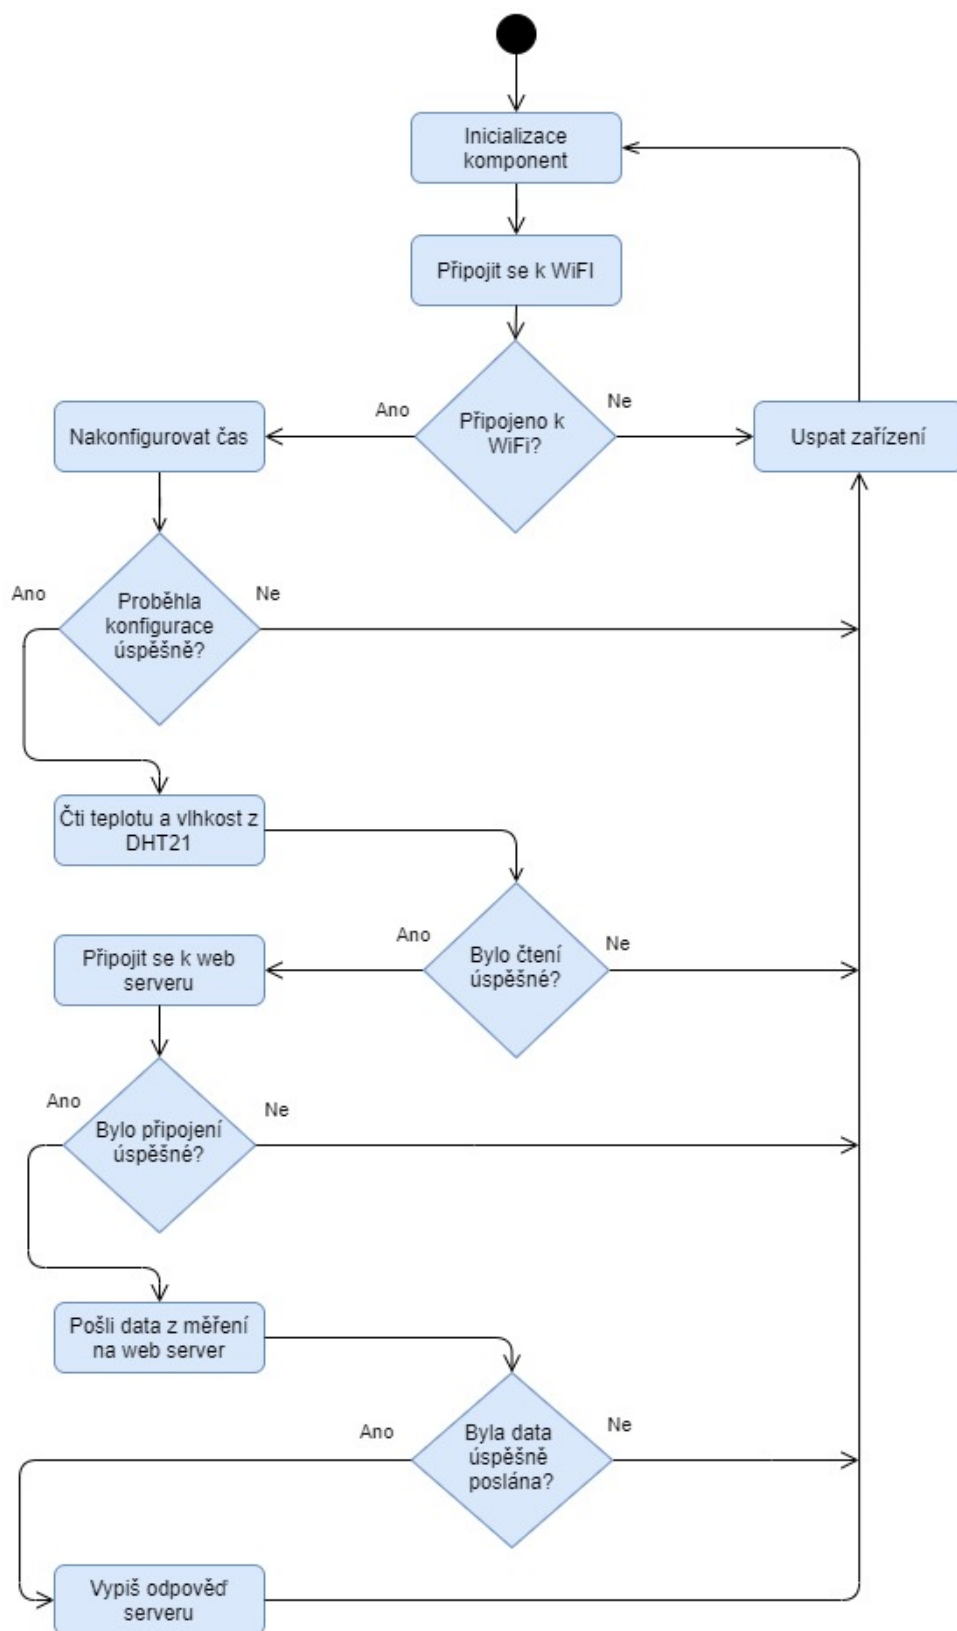 Inicializace
komponent
Připojit se k WiFI
Ano
Ne
Připojeno k
WiFi?
Nakonfigurovat čas
Uspat zařízení
Ano
Ne
Proběhla
konfigurace
úspěšně?
Čti teplotu a vlhkost z
DHT21
Ano
Ne
Bylo čtení
úspěšné?
Připojit se k web
serveru
Ano
Ne
Bylo připojení
úspěšné?
Pošli data z měření
na web server
Ano
Ne
Byla data
úspěšně
poslána?
Vypiš odpověď
serveru